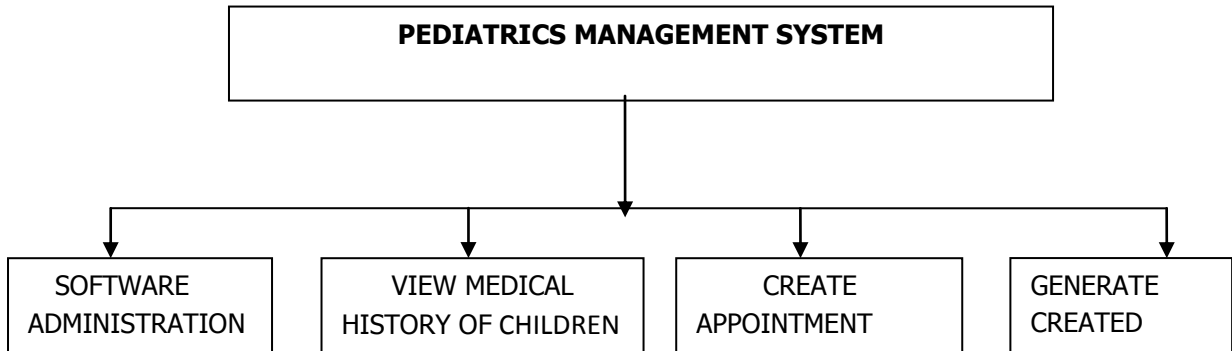 PEDIATRICS MANAGEMENT SYSTEM
SOFTWARE
ADMINISTRATION
VIEW MEDICAL
HISTORY OF CHILDREN
CREATE
APPOINTMENT
GENERATE
CREATED